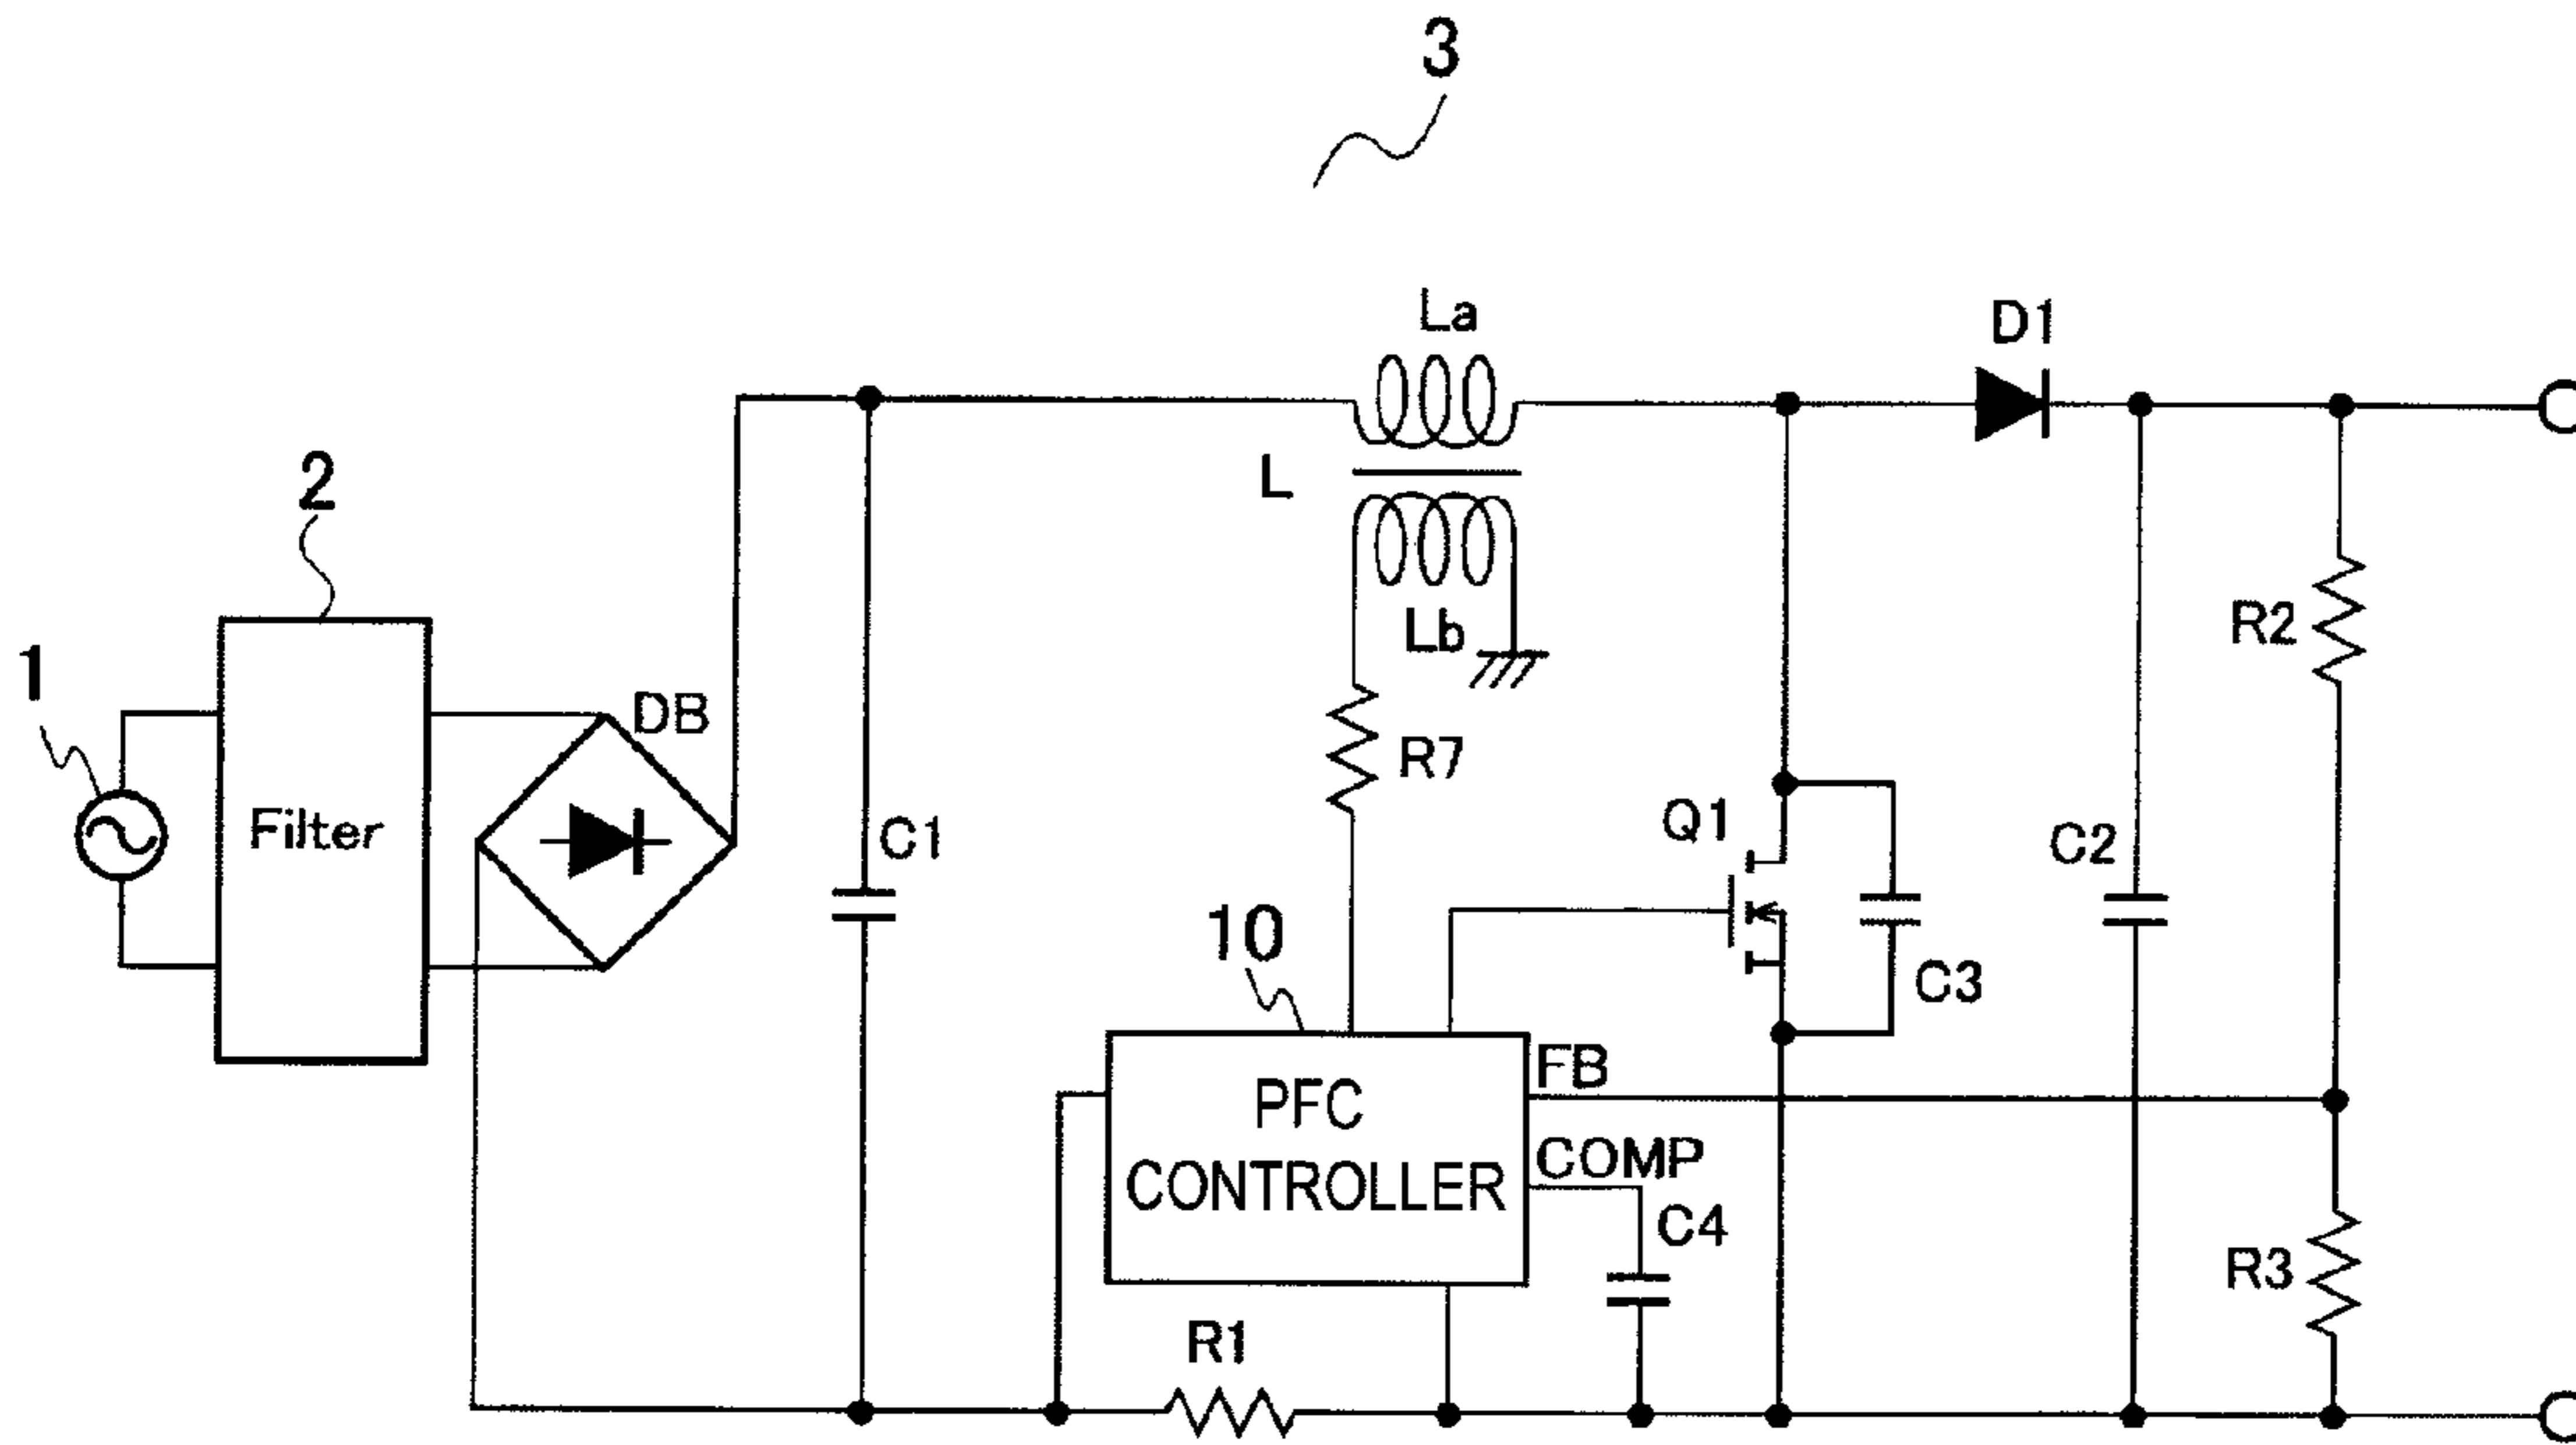 3
La
D1
L
2
Lb
R2
1
DB
R7
Filter
C1
Q1
C2
10
C3
FB
PFC
CONTROLLER
COMP
C4
R3
R1